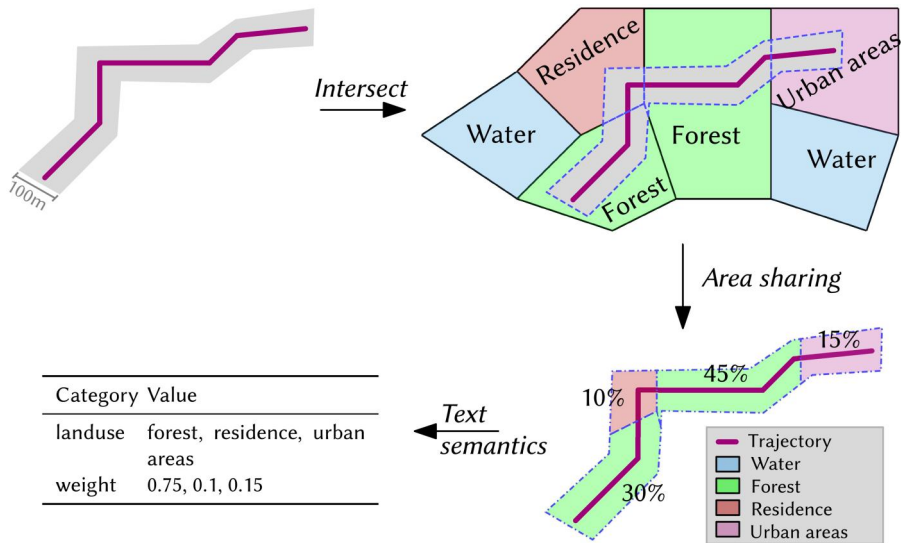 100m
Intersect
Residence
Urban areas
Water
Forest
Water
Forest
Area sharing
15%
45%
10%
30%
Text
semantics
Category Value
landuse forest, residence, urban
areas
weight 0.75, 0.1, 0.15
Trajectory
Water
Forest
Residence
Urban areas